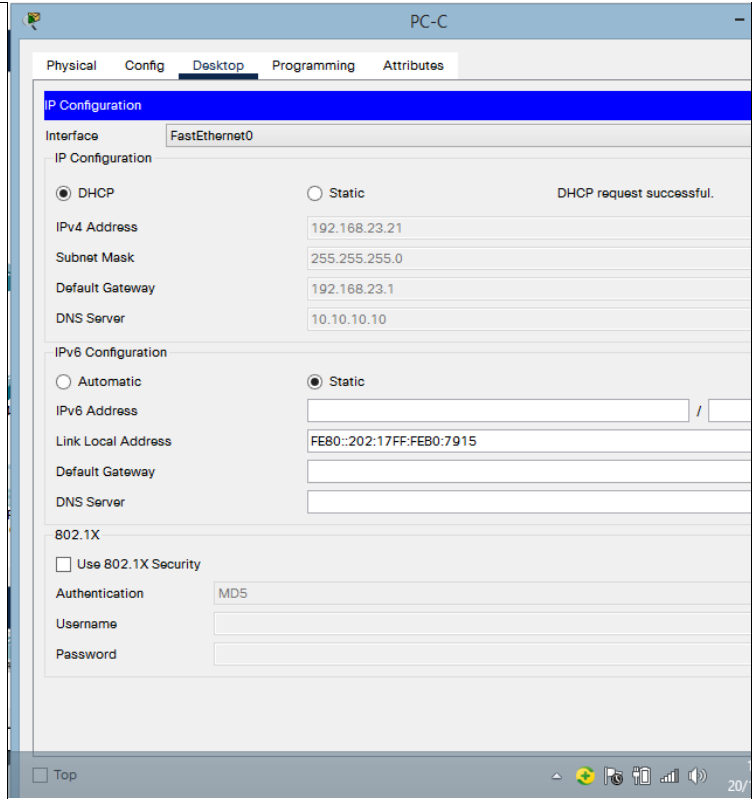 PC-C
Physical Config Desktop Programming Attributes
IP Configuration
Interface FastEthernet0
IP Configuration
DHCP Static DHCP request successful.
IPv4 Address 192.168.23.21
Subnet Mask 255.255.255.0
Default Gateway 192.168.23.1
DNS Server 10.10.10.10
IPv6 Configuration
Automatic Static
IPv6 Address /
Link Local Address FE80::202:17FF:FEB0:7915
Default Gateway
DNS Server
802.1X
Use 802.1X Security
Authentication MD5
Username
Password
Top
20/